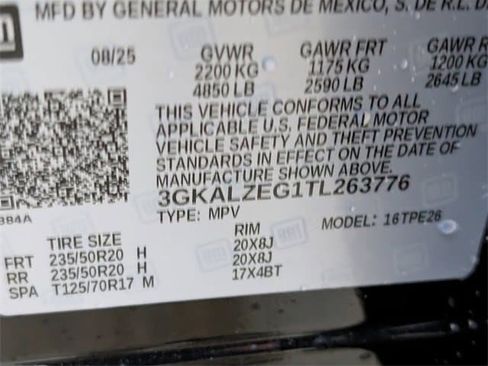 MFD BY GENERAL MOTORS DE MEXICO, S. DE R.L. DE
08/25 GVWR GAWR FRT GAWR R
2200 KG 1175 KG 1200 KG
4850 LB 2590 LB 2645 LB
THIS VEHICLE CONFORMS TO ALL
APPLICABLE U.S. FEDERAL MOTOR
VEHICLE SAFETY AND THEFT PREVENTION
STANDARDS IN EFFECT ON THE DATE OF
MANUFACTURE SHOWN ABOVE.
3GKALZEG1TL263776
384A TYPE: MPV MODEL: 16TPE26
TIRE SIZE RIM
FRT 235/50R20 H 20X8J
RR 235/50R20 H 20X8J
SPA T125/70R17 M 17X4BT